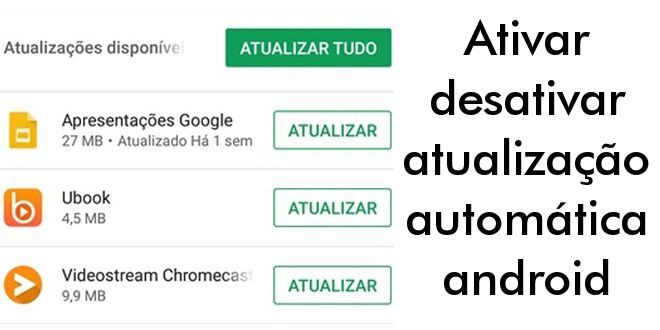 Atualizações disponívei
ATUALIZAR TUDO
Apresentações Google
27 MB • Atualizado Há 1 sem
ATUALIZAR
Ubook
4,5 MB
ATUALIZAR
Videostream Chromecast
9,9 MB
ATUALIZAR
Ativar
desativar
atualização
automática
android